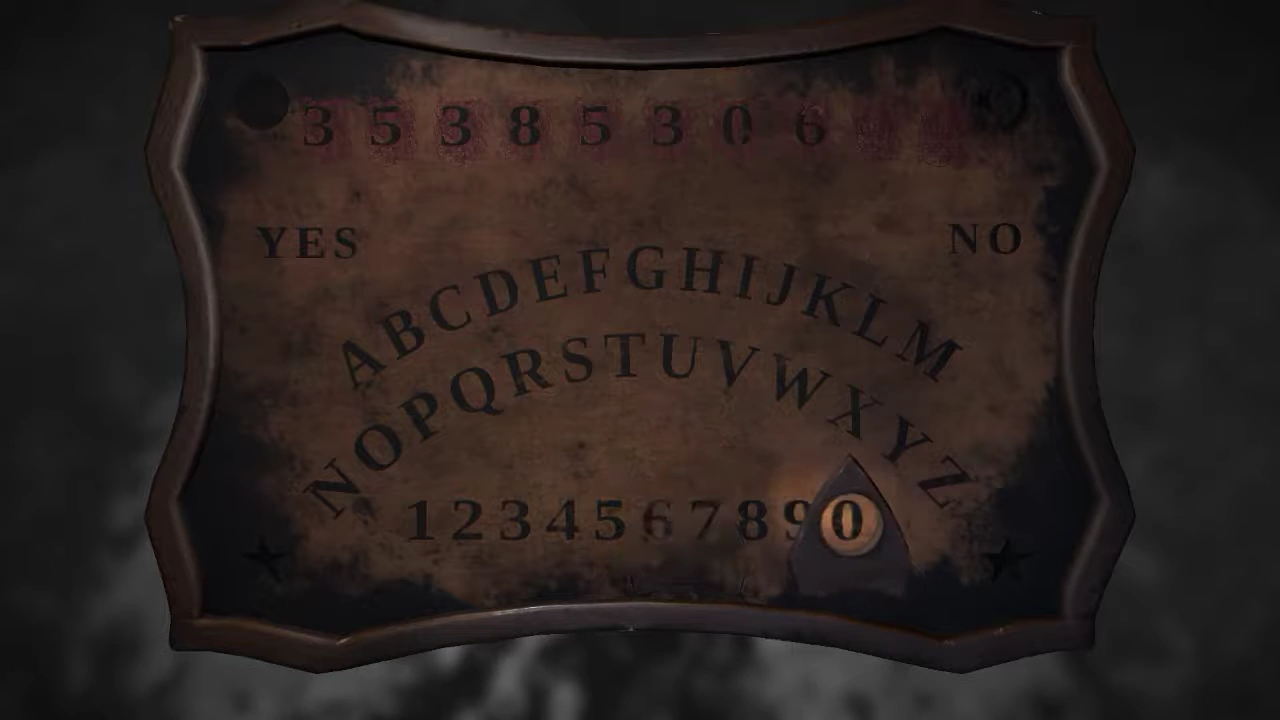 35385306
YES NO
ABCDEFGHIJKLM
NOPQRSTUVWXYZ
1234567890